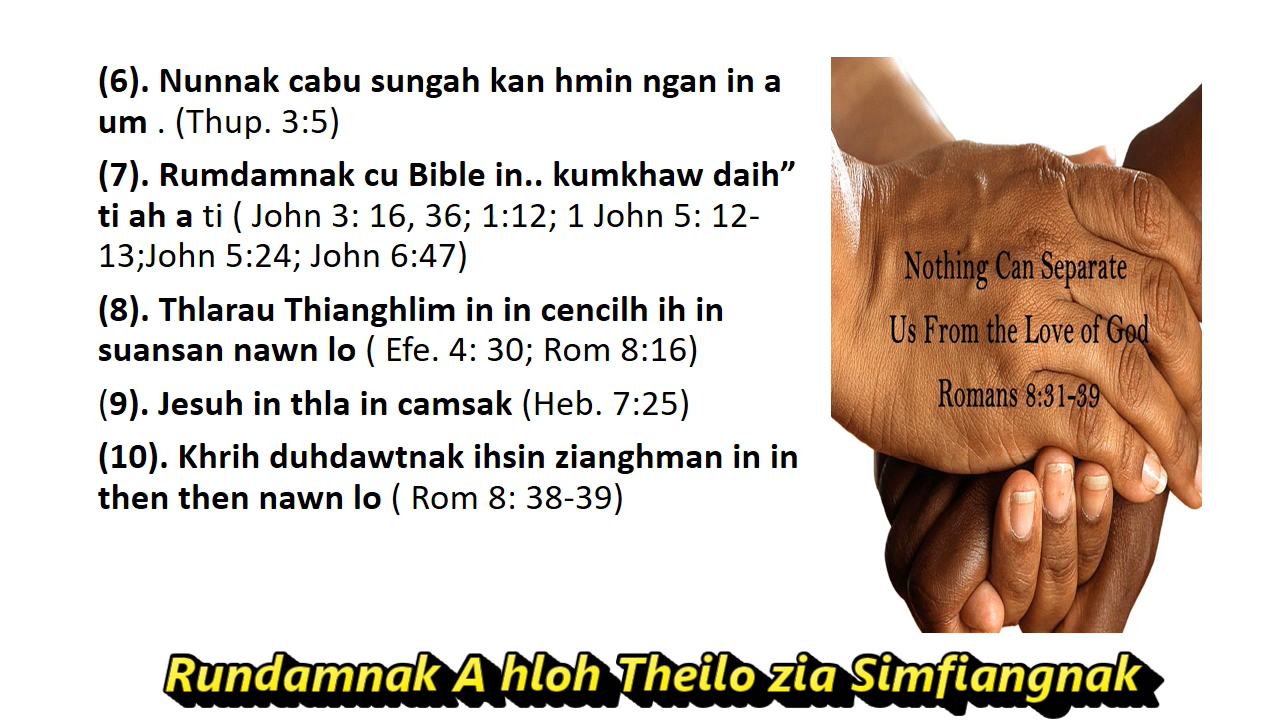 (6). Nunnak cabu sungah kan hmin ngan in a
um . (Thup. 3:5)
(7). Rumdamnak cu Bible in.. kumkhaw daih”
ti ah a ti ( John 3: 16, 36; 1:12; 1 John 5: 12-
13;John 5:24; John 6:47)
(8). Thlarau Thianghlim in in cencilh ih in
suansan nawn lo ( Efe. 4: 30; Rom 8:16)
(9). Jesuh in thla in camsak (Heb. 7:25)
(10). Khrih duhdawtnak ihsin zianghman in in
then then nawn lo ( Rom 8: 38-39)
Nothing Can Separate
Us From the Love of God
Romans 8:31-39
Rundamnak A hloh Theilo zia Simfiangnak